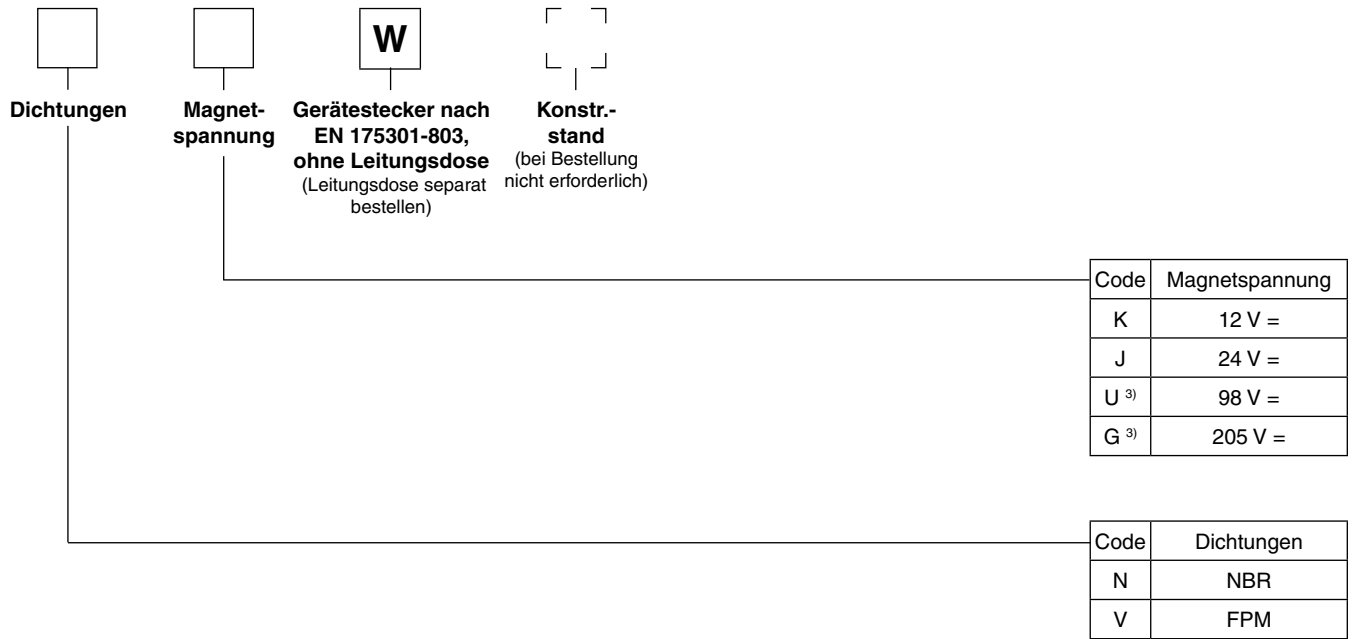 W
Dichtungen
Magnet-
spannung
Gerätestecker nach
EN 175301-803,
ohne Leitungsdose
(Leitungsdose separat
bestellen)
Konstr.-
stand
(bei Bestellung
nicht erforderlich)
Code Magnetspannung
K 12 V =
J 24 V =
U 3) 98 V =
G 3) 205 V =
Code Dichtungen
N NBR
V FPM